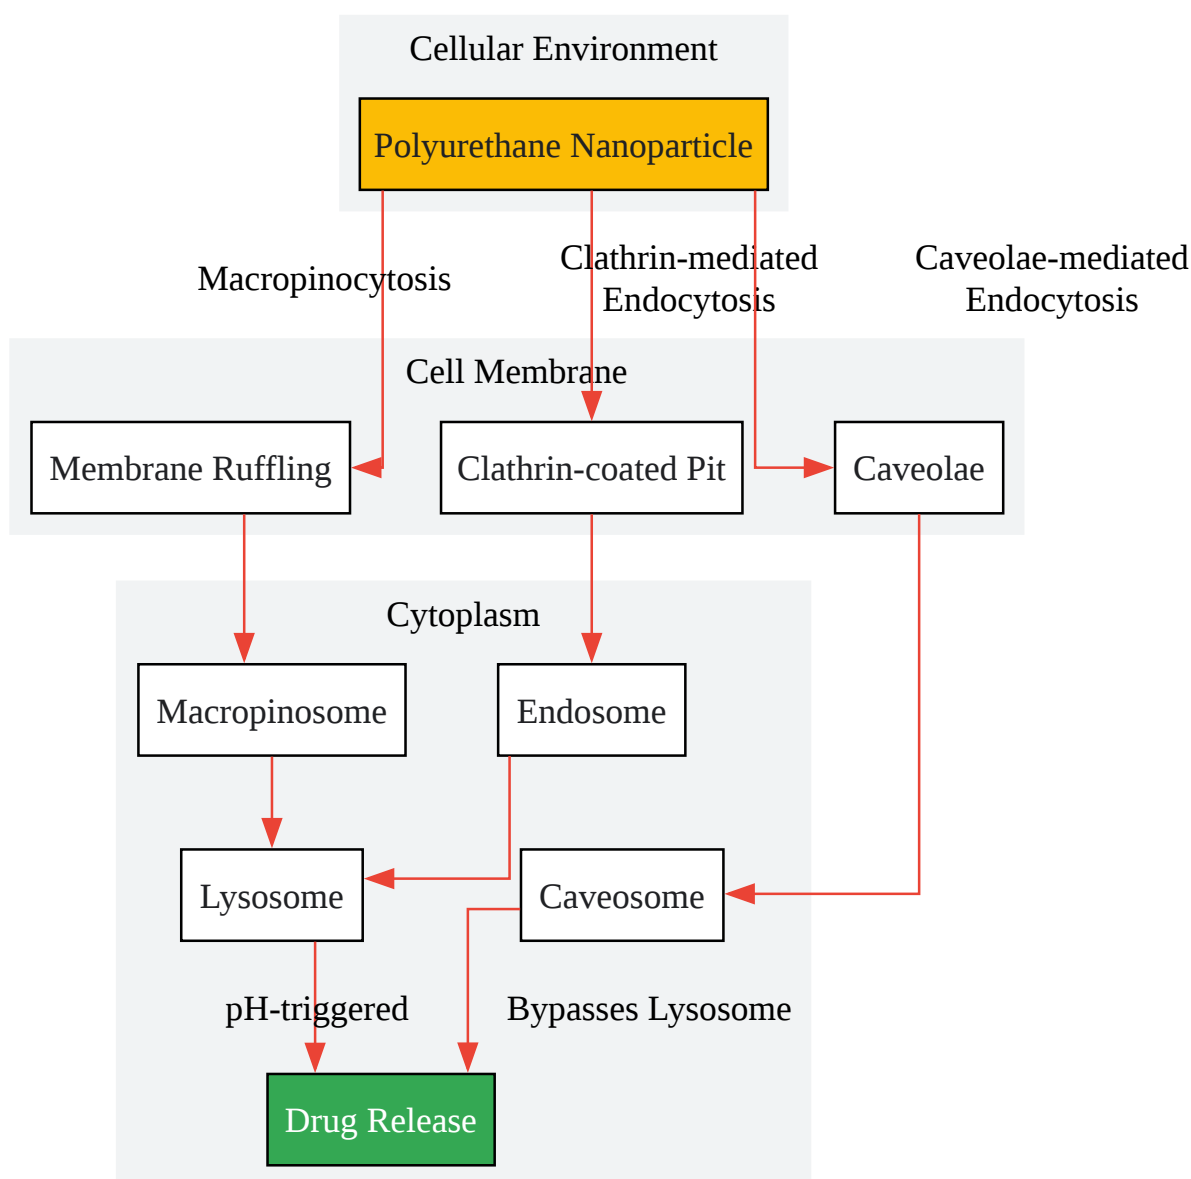 Cellular Environment
Polyurethane Nanoparticle
Macropinocytosis
Clathrin-mediated
Endocytosis
Caveolae-mediated
Endocytosis
Cell Membrane
Membrane Ruffling
Clathrin-coated Pit
Caveolae
Cytoplasm
Macropinosome
Endosome
Lysosome
Caveosome
pH-triggered
Bypasses Lysosome
Drug Release